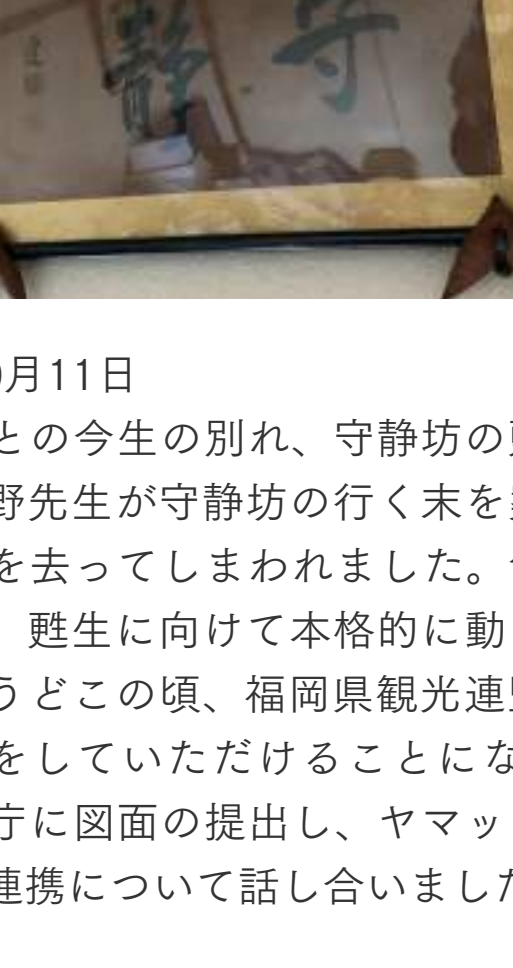 守静
月11日
との今生の別れ、守静坊の
野先生が守静坊の行く末を
を去ってしまわれました。
、甦生に向けて本格的に動
うどこの頃、福岡県観光連
をしていただけることにな
庁に図面の提出し、ヤマッ
連携について話し合いました